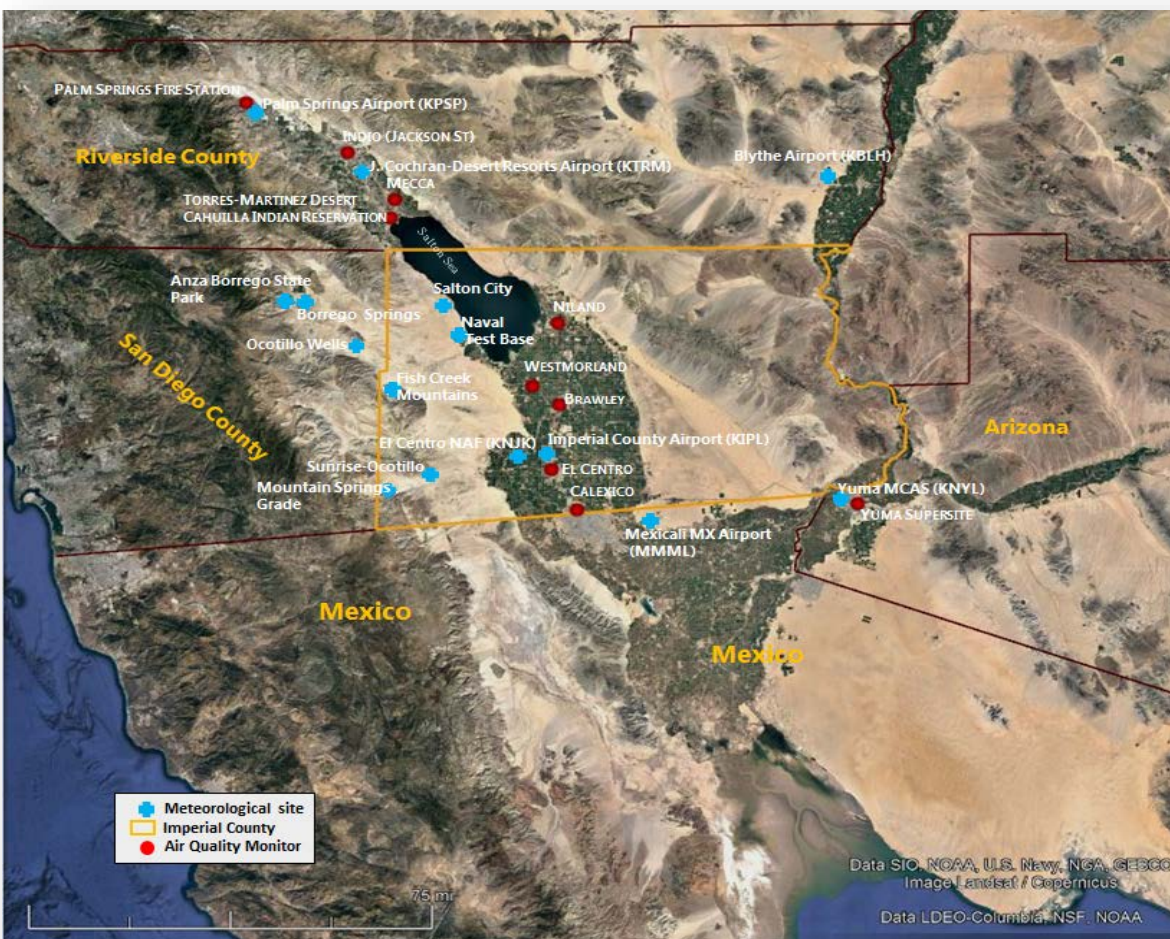 PALM SPRINGS FIRE STATION
Palm Springs Airport (KPSP)
INDIO (JACKSON ST)
Riverside County
J. Cochran-Desert Resorts Airport (KTRM)
Blythe Airport (KBLH)
MECCA
TORRES-MARTINEZ DESERT
CAHUILLA INDIAN RESERVATION
Salton Sea
Anza Borrego State
Park
Borrego Springs
Salton City
Naval
Test Base
NILAND
Ocotillo Wells
San Diego County
WESTMORLAND
Fish Creek
Mountains
BRAWLEY
Arizona
El Centro NAF (KNJK)
Imperial County Airport (KIPL)
Sunrise-Ocotillo
EL CENTRO
Mountain Springs
Grade
CALEXICO
Yuma MCAS (KNYL)
YUMA SUPERSITE
Mexicali MX Airport
(MMML)
Mexico
Mexico
Meteorological site
Imperial County
Air Quality Monitor
75 mi
Data SIO, NOAA, U.S. Navy, NGA, GEBCO
Image Landsat / Copernicus
Data LDEO-Columbia, NSF, NOAA